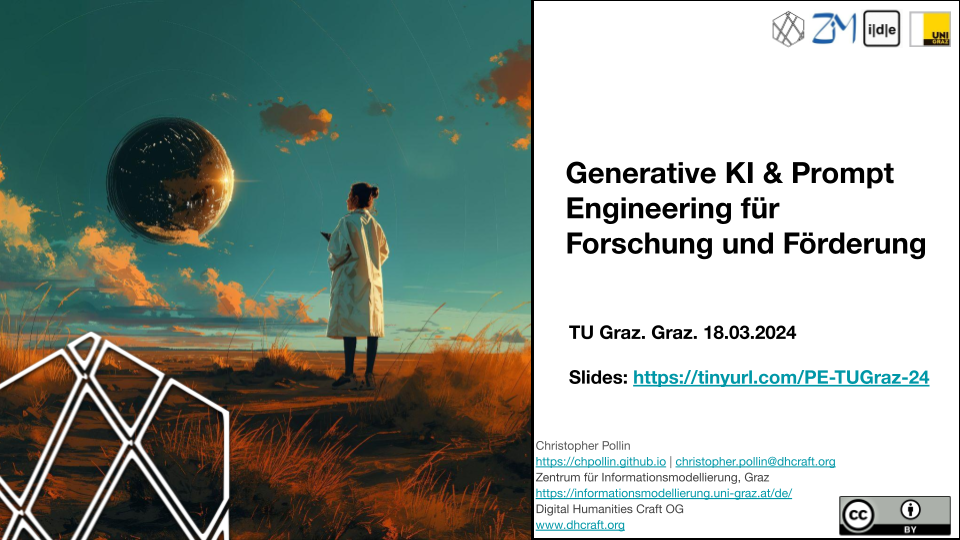 ZIM
i|d|e
UNI
GRAZ
Generative KI & Prompt
Engineering für
Forschung und Förderung
TU Graz. Graz. 18.03.2024
Slides: https://tinyurl.com/PE-TUGraz-24
Christopher Pollin
https://chpollin.github.io | christopher.pollin@dhcraft.org
Zentrum für Informationsmodellierung, Graz
https://informationsmodellierung.uni-graz.at/de/
Digital Humanities Craft OG
www.dhcraft.org
cc
BY